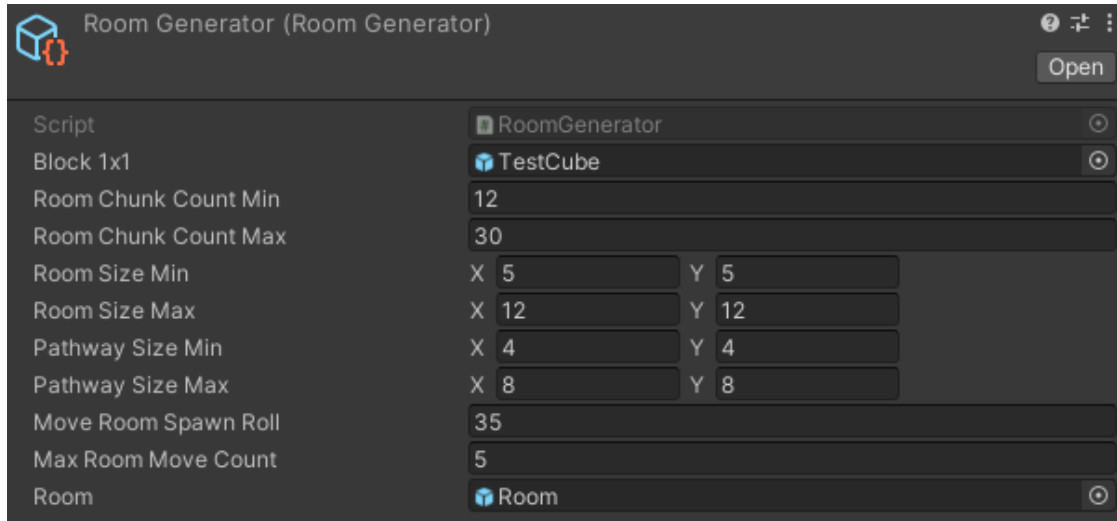 Room Generator (Room Generator)
Open
Script RoomGenerator
Block 1x1 TestCube
Room Chunk Count Min 12
Room Chunk Count Max 30
Room Size Min X 5 Y 5
Room Size Max X 12 Y 12
Pathway Size Min X 4 Y 4
Pathway Size Max X 8 Y 8
Move Room Spawn Roll 35
Max Room Move Count 5
Room Room